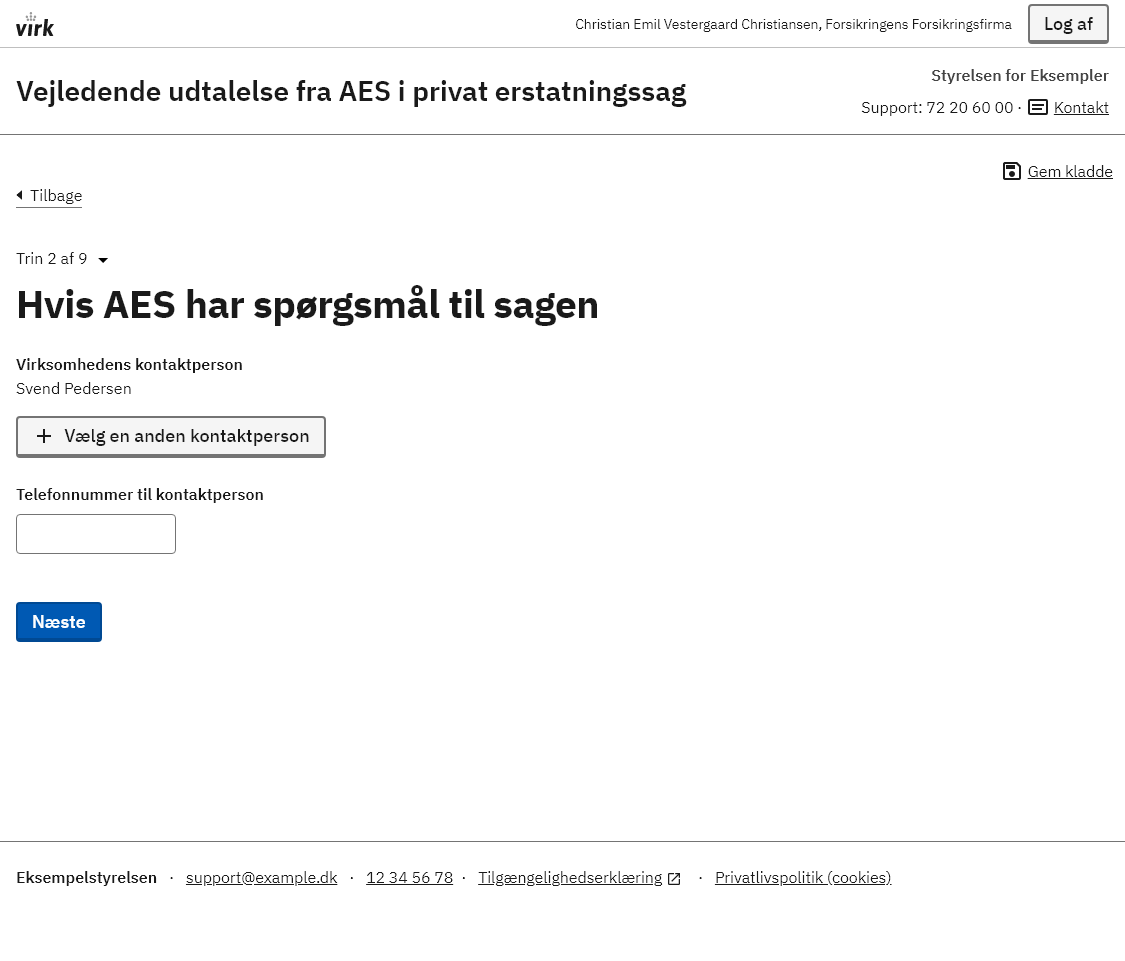 virk
Christian Emil Vestergaard Christiansen, Forsikringens Forsikringsfirma
Log af
Vejledende udtalelse fra AES i privat erstatningssag
Styrelsen for Eksempler
Support: 72 20 60 00 · Kontakt
Gem kladde
Tilbage
Trin 2 af 9
Hvis AES har spørgsmål til sagen
Virksomhedens kontaktperson
Svend Pedersen
Vælg en anden kontaktperson
Telefonnummer til kontaktperson
Næste
Eksempelstyrelsen · support@example.dk · 12 34 56 78 · Tilgængelighedserklæring · Privatlivspolitik (cookies)